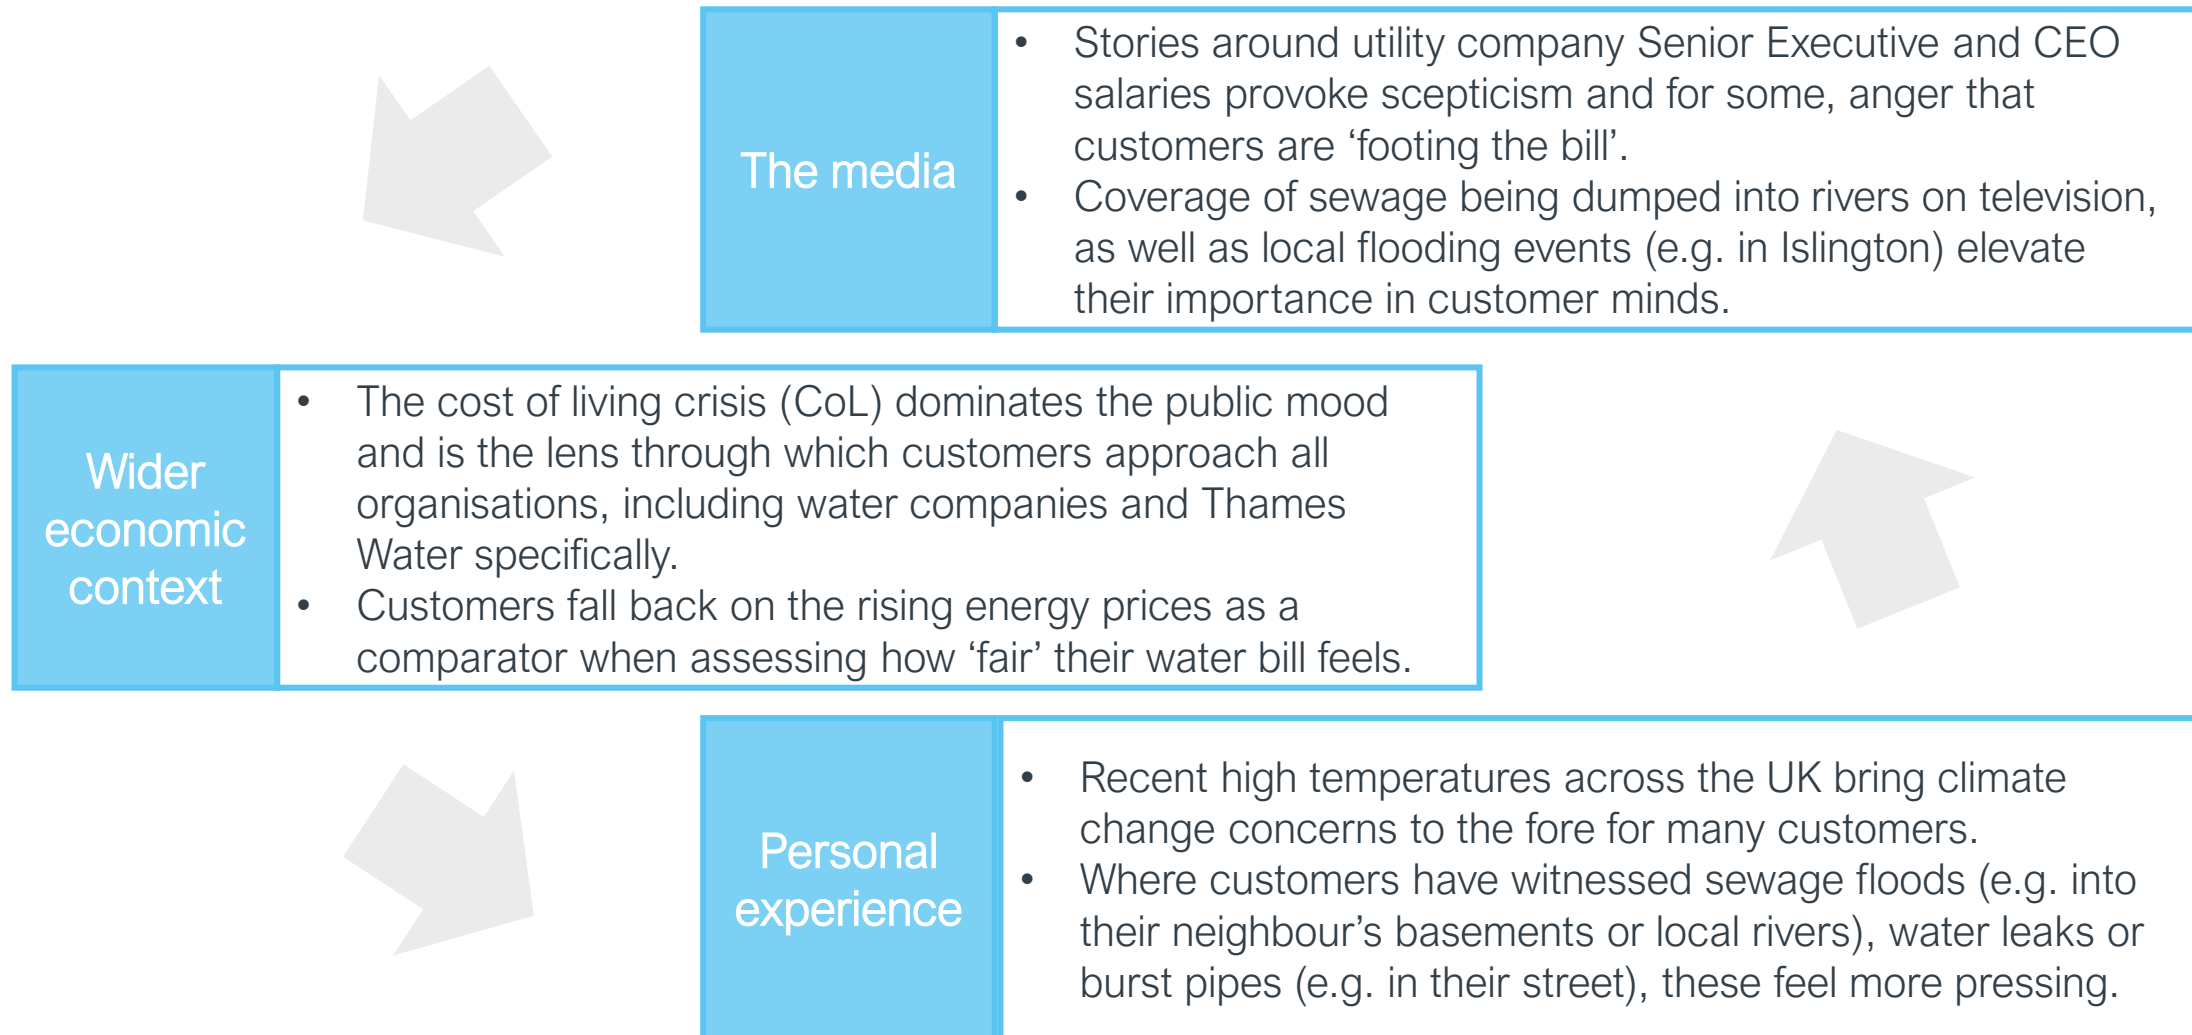 The media
• Stories around utility company Senior Executive and CEO
salaries provoke scepticism and for some, anger that
customers are ‘footing the bill’.
• Coverage of sewage being dumped into rivers on television,
as well as local flooding events (e.g. in Islington) elevate
their importance in customer minds.
Wider
economic
context
• The cost of living crisis (CoL) dominates the public mood
and is the lens through which customers approach all
organisations, including water companies and Thames
Water specifically.
• Customers fall back on the rising energy prices as a
comparator when assessing how ‘fair’ their water bill feels.
Personal
experience
• Recent high temperatures across the UK bring climate
change concerns to the fore for many customers.
• Where customers have witnessed sewage floods (e.g. into
their neighbour’s basements or local rivers), water leaks or
burst pipes (e.g. in their street), these feel more pressing.